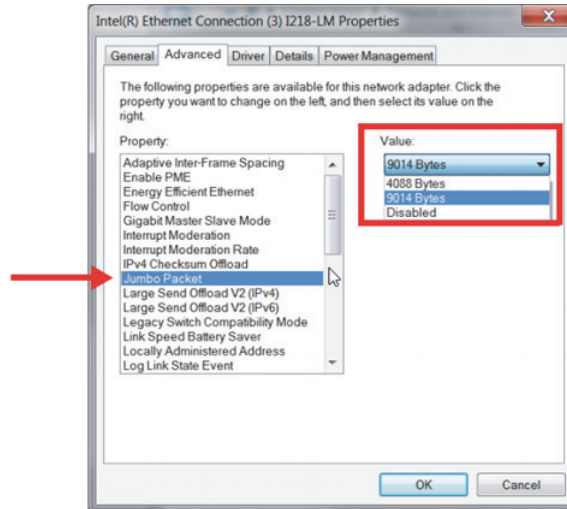 Intel(R) Ethernet Connection (3) I218-LM Properties
General Advanced Driver Details Power Management
The following properties are available for this network adapter. Click the
property you want to change on the left, and then select its value on the
right.
Property:
Value:
Adaptive Inter-Frame Spacing
Enable PME
Energy Efficient Ethernet
Flow Control
Gigabit Master Slave Mode
Interrupt Moderation
Interrupt Moderation Rate
IPv4 Checksum Offload
Jumbo Packet
Large Send Offload V2 (IPv4)
Large Send Offload V2 (IPv6)
Legacy Switch Compatibility Mode
Link Speed Battery Saver
Locally Administered Address
Log Link State Event
9014 Bytes
4088 Bytes
9014 Bytes
Disabled
OK Cancel